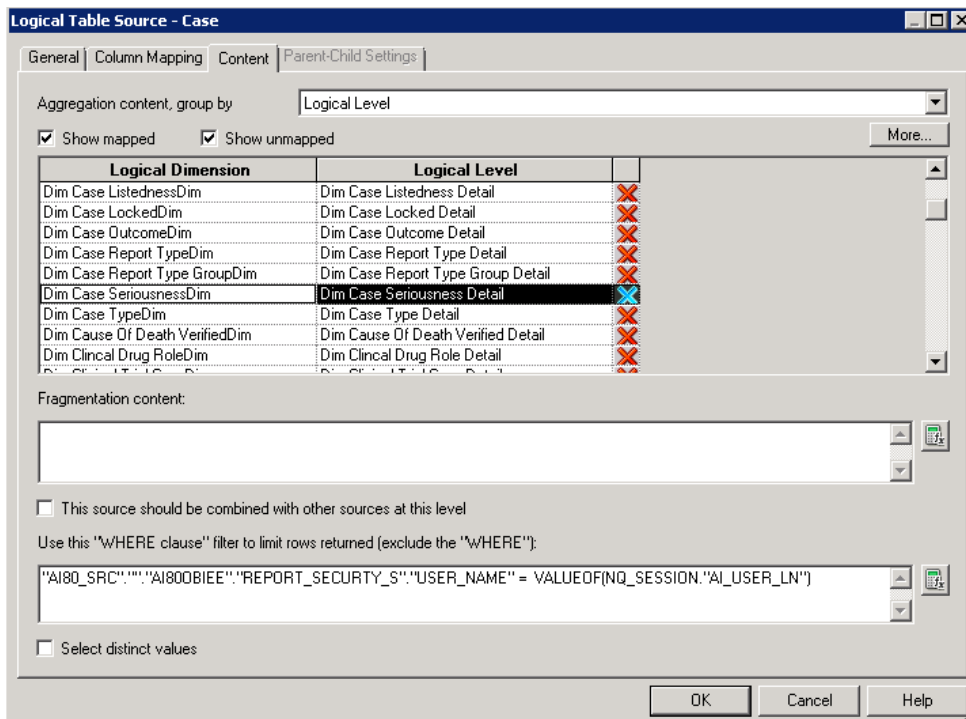 Logical Table Source - Case
General Column Mapping Content Parent-Child Settings
Aggregation content, group by Logical Level
Show mapped Show unmapped More...
Logical Dimension Logical Level
Dim Case ListednessDim Dim Case Listedness Detail
Dim Case LockedDim Dim Case Locked Detail
Dim Case OutcomeDim Dim Case Outcome Detail
Dim Case Report TypeDim Dim Case Report Type Detail
Dim Case Report Type GroupDim Dim Case Report Type Group Detail
Dim Case SeriousnessDim Dim Case Seriousness Detail
Dim Case TypeDim Dim Case Type Detail
Dim Cause Of Death VerifiedDim Dim Cause Of Death Verified Detail
Dim Clincal Drug RoleDim Dim Clincal Drug Role Detail
Fragmentation content:
This source should be combined with other sources at this level
Use this "WHERE clause" filter to limit rows returned (exclude the "WHERE"):
"AI80_SRC".""."AI80OBIEE"."REPORT_SECURTY_S"."USER_NAME" = VALUEOF(NQ_SESSION."AI_USER_LN")
Select distinct values
OK Cancel Help